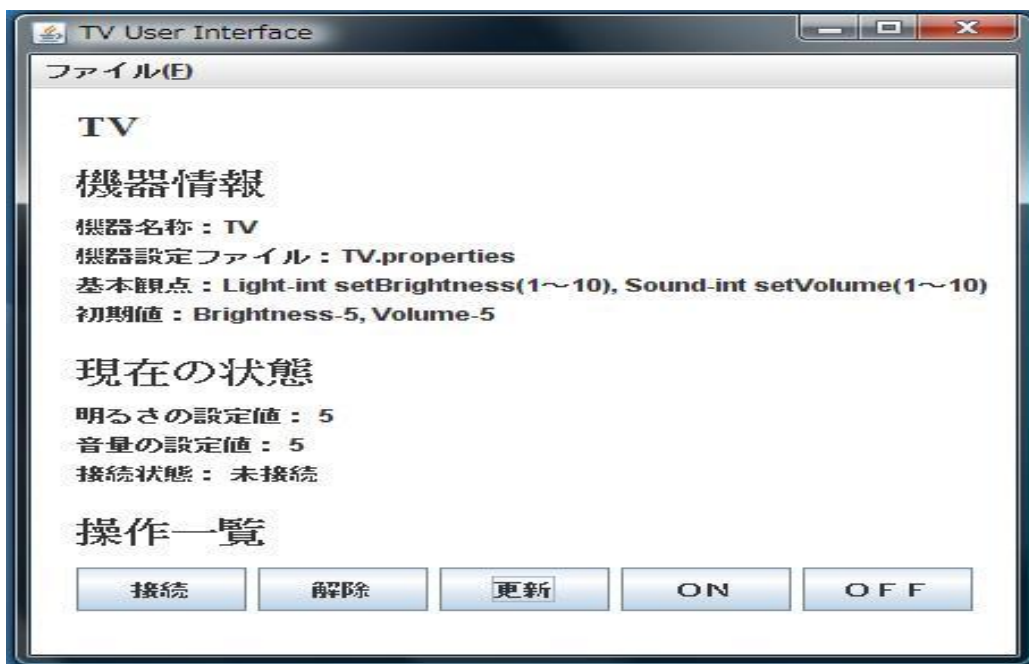 TV User Interface
ファイル(F)
TV
機器情報
機器名称：TV
機器設定ファイル：TV.properties
基本観点：Light-int setBrightness(1～10), Sound-int setVolume(1～10)
初期値：Brightness-5, Volume-5
現在の状態
明るさの設定値： 5
音量の設定値： 5
接続状態： 未接続
操作一覧
接続 解除 更新 ON OFF